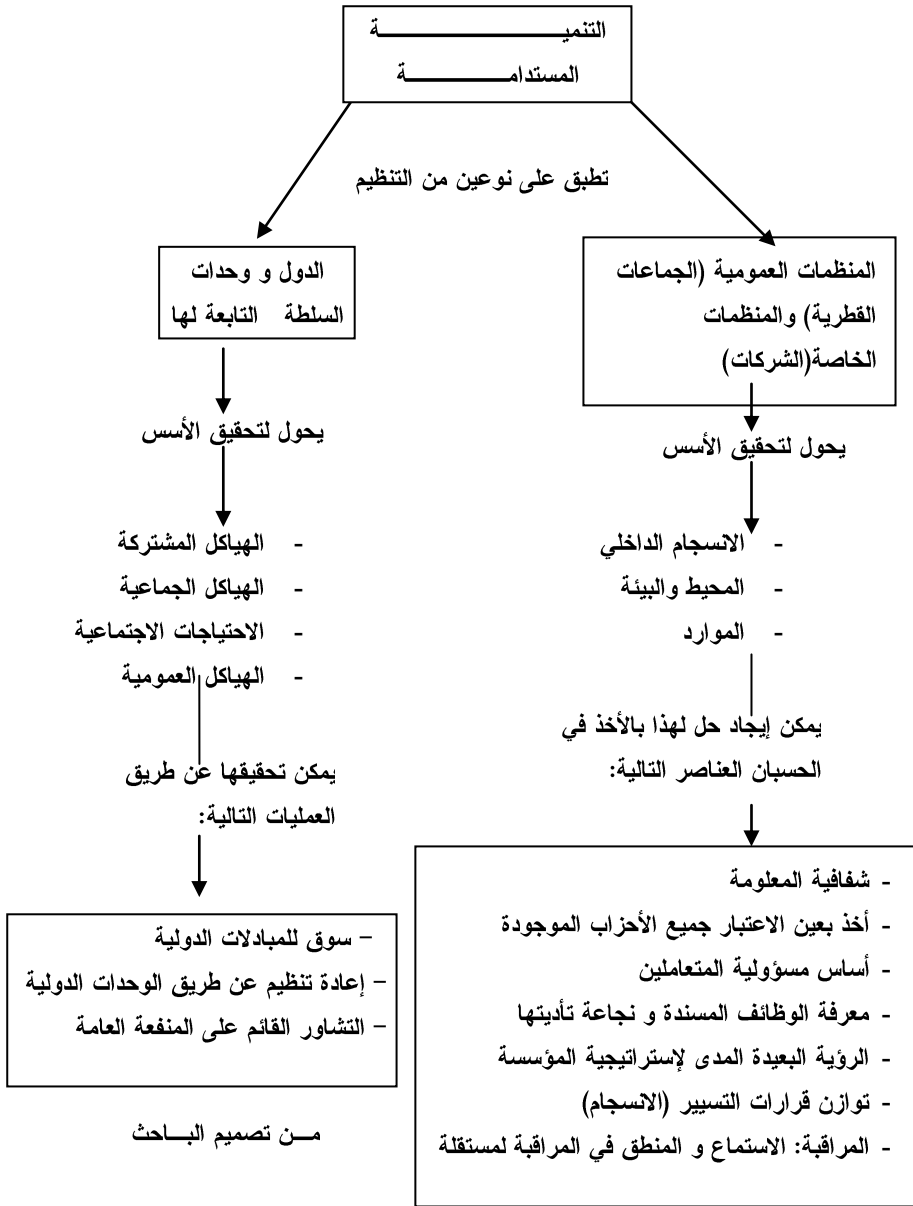 التنميـــــــــــــــــــــــة
المستدامـــــــــــة
تطبق على نوعين من التنظيم
المنظمات العمومية (الجماعات
القطرية) والمنظمات
الخاصة(الشركات)
يحول لتحقيق الأسس
- الانسجام الداخلي
- المحيط والبيئة
- الموارد
يمكن إيجاد حل لهذا بالأخذ في
الحسبان العناصر التالية:
- شفافية المعلومة
- أخذ بعين الاعتبار جميع الأحزاب الموجودة
- أساس مسؤولية المتعاملين
- معرفة الوظائف المسندة و نجاعة تأديتها
- الرؤية البعيدة المدى لإستراتيجية المؤسسة
- توازن قرارات التسيير (الانسجام)
- المراقبة: الاستماع و المنطق في المراقبة لمستقلة
الدول و وحدات
السلطة التابعة لها
يحول لتحقيق الأسس
- الهياكل المشتركة
- الهياكل الجماعية
- الاحتياجات الاجتماعية
- الهياكل العمومية
يمكن تحقيقها عن طريق
العمليات التالية:
– سوق للمبادلات الدولية
– إعادة تنظيم عن طريق الوحدات الدولية
– التشاور القائم على المنفعة العامة
مــن تصميم البــاحث